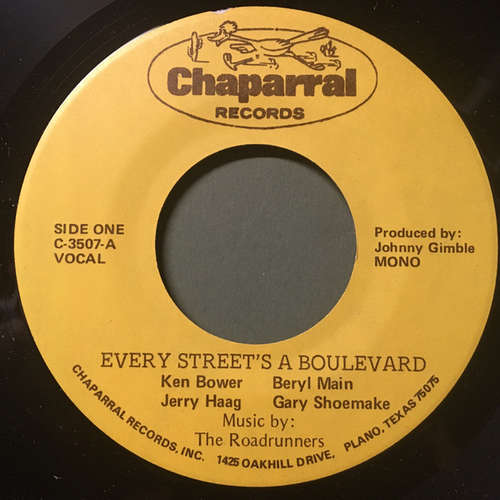 Chaparral
RECORDS
SIDE ONE
C-3507-A
VOCAL
Produced by:
Johnny Gimble
MONO
EVERY STREET'S A BOULEVARD
Ken Bower Beryl Main
Jerry Haag Gary Shoemake
Music by:
The Roadrunners
CHAPARRAL RECORDS, INC. 1425 OAKHILL DRIVE, PLANO, TEXAS 75075